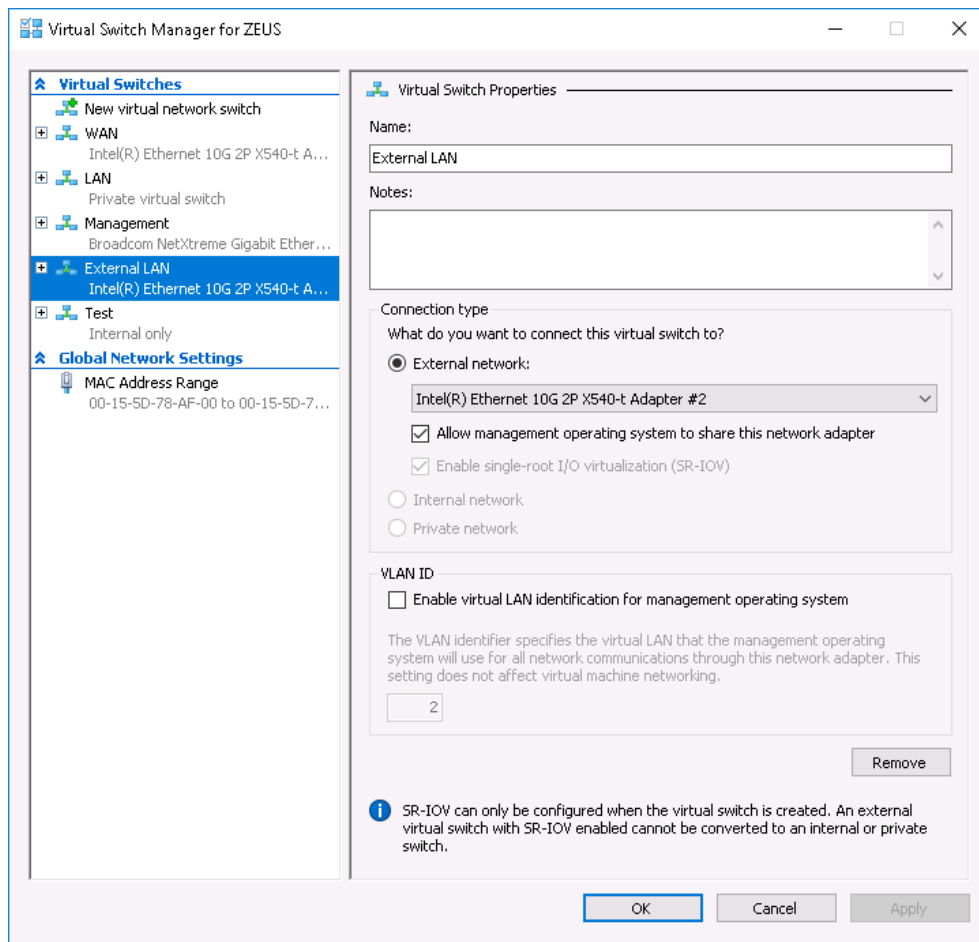 Virtual Switch Manager for ZEUS
Virtual Switches
New virtual network switch
WAN
Intel(R) Ethernet 10G 2P X540-t A...
LAN
Private virtual switch
Management
Broadcom NetXtreme Gigabit Ether...
External LAN
Intel(R) Ethernet 10G 2P X540-t A...
Test
Internal only
Global Network Settings
MAC Address Range
00-15-5D-78-AF-00 to 00-15-5D-7...
Virtual Switch Properties
Name:
External LAN
Notes:
Connection type
What do you want to connect this virtual switch to?
External network:
Intel(R) Ethernet 10G 2P X540-t Adapter #2
Allow management operating system to share this network adapter
Enable single-root I/O virtualization (SR-IOV)
Internal network
Private network
VLAN ID
Enable virtual LAN identification for management operating system
The VLAN identifier specifies the virtual LAN that the management operating
system will use for all network communications through this network adapter. This
setting does not affect virtual machine networking.
2
Remove
SR-IOV can only be configured when the virtual switch is created. An external
virtual switch with SR-IOV enabled cannot be converted to an internal or private
switch.
OK
Cancel
Apply